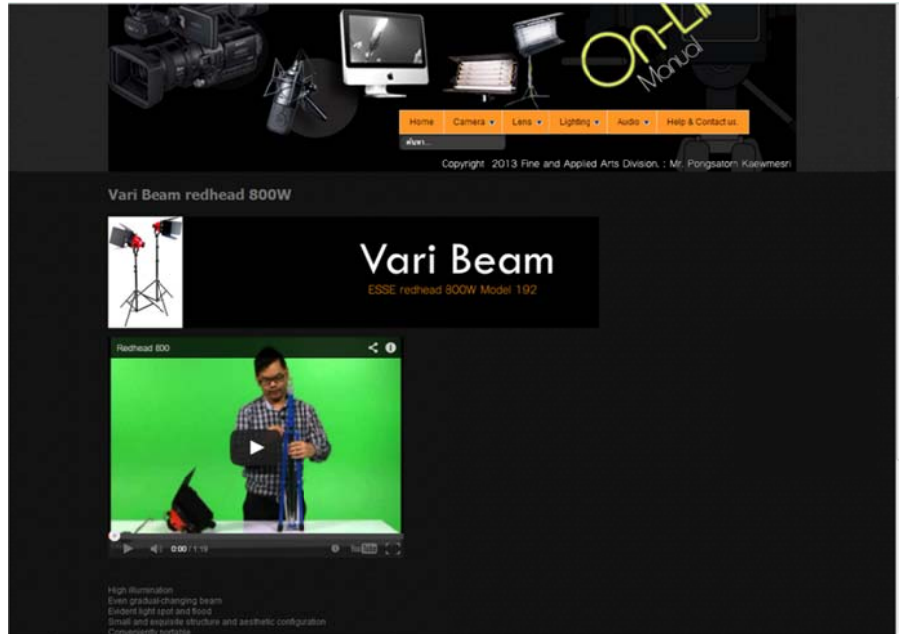 On-Li
Manual
Home Camera Lens Lighting Audio Help & Contact us.
ค้นหา...
Copyright 2013 Fine and Applied Arts Division. : Mr. Pongsatorn Kaewmesri
Vari Beam redhead 800W
Vari Beam
ESSE redhead 800W Model 192
Redhead 800
0:00 / 1:19
YouTube
High illumination
Even gradual-changing beam
Evident light spot and flood
Small and exquisite structure and aesthetic configuration
Conveniently portable